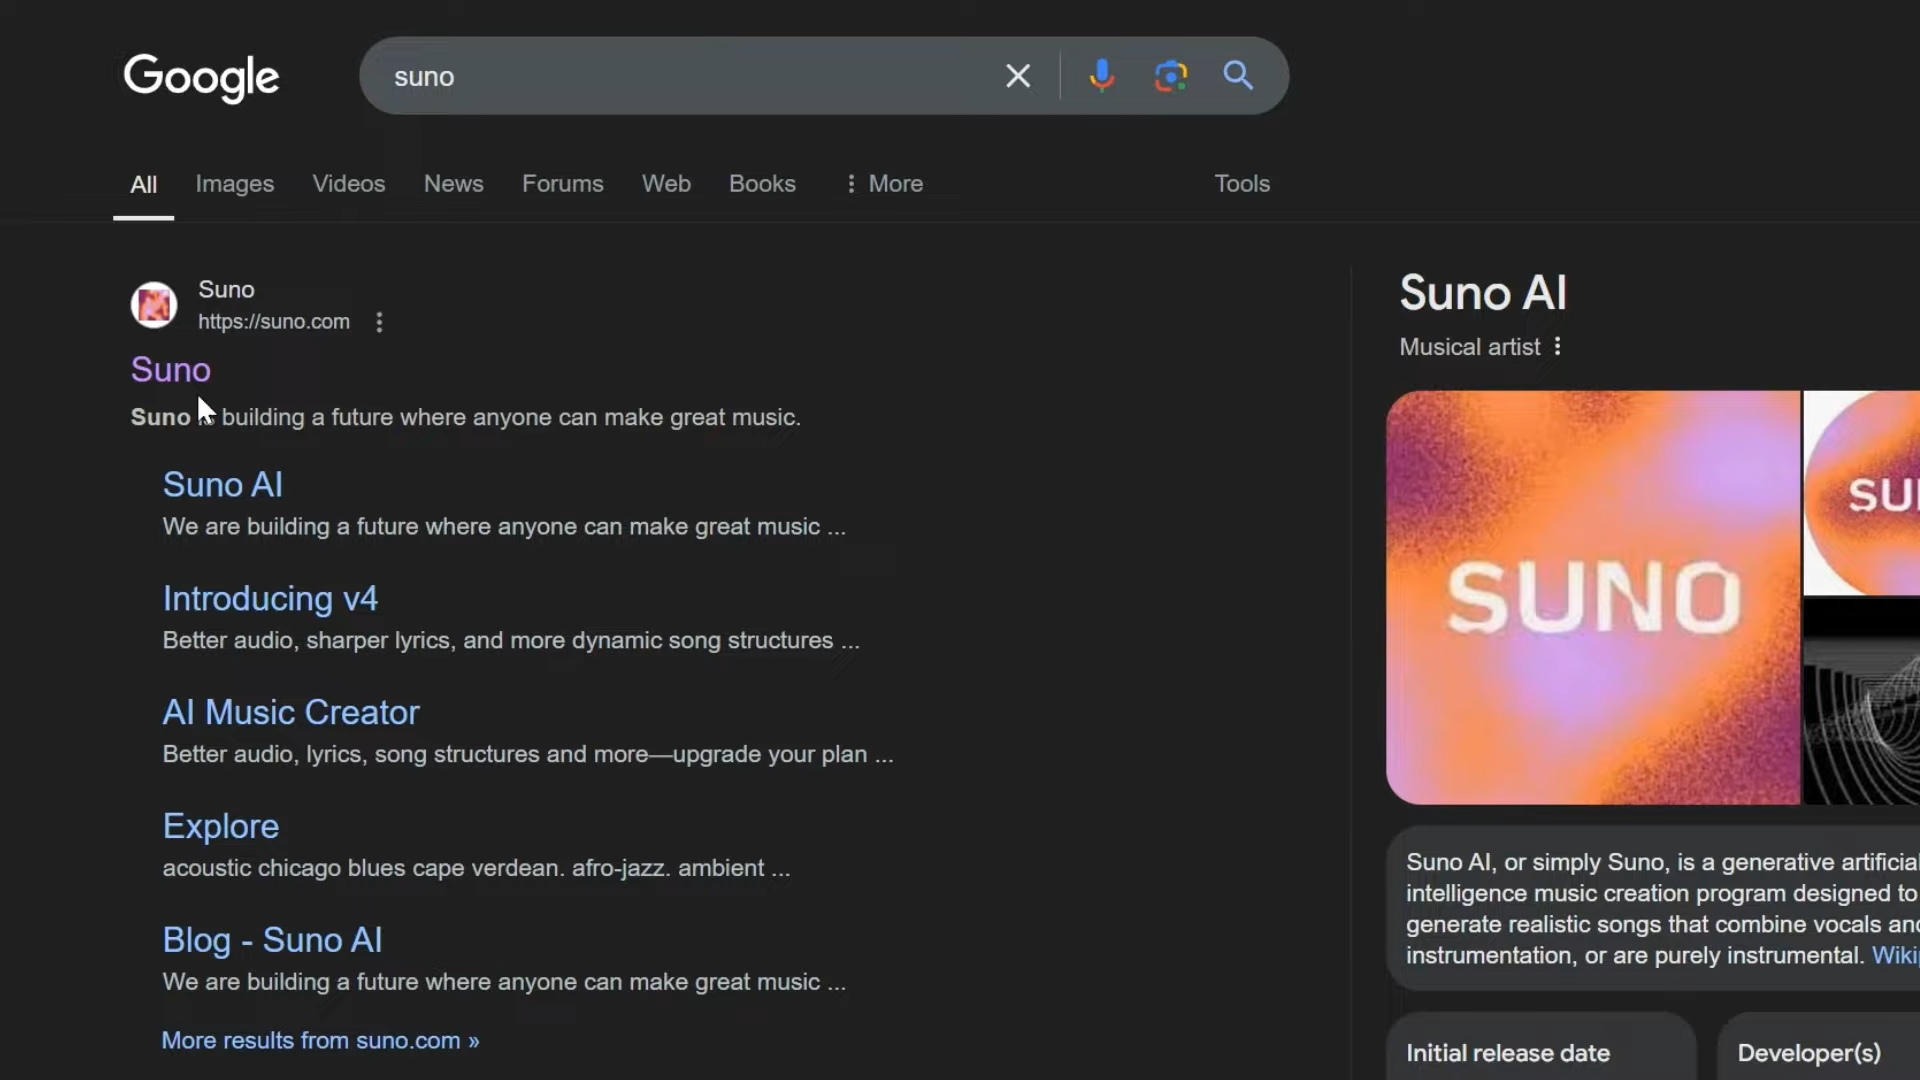 Google
suno
All Images Videos News Forums Web Books More Tools
Suno
https://suno.com
Suno
Suno building a future where anyone can make great music.
Suno AI
We are building a future where anyone can make great music ...
Introducing v4
Better audio, sharper lyrics, and more dynamic song structures ...
AI Music Creator
Better audio, lyrics, song structures and more—upgrade your plan ...
Explore
acoustic chicago blues cape verdean. afro-jazz. ambient ...
Blog - Suno AI
We are building a future where anyone can make great music ...
More results from suno.com »
Suno AI
Musical artist
SUNO
Suno AI, or simply Suno, is a generative artificial
intelligence music creation program designed to
generate realistic songs that combine vocals and
instrumentation, or are purely instrumental.
Initial release date
Developer(s)